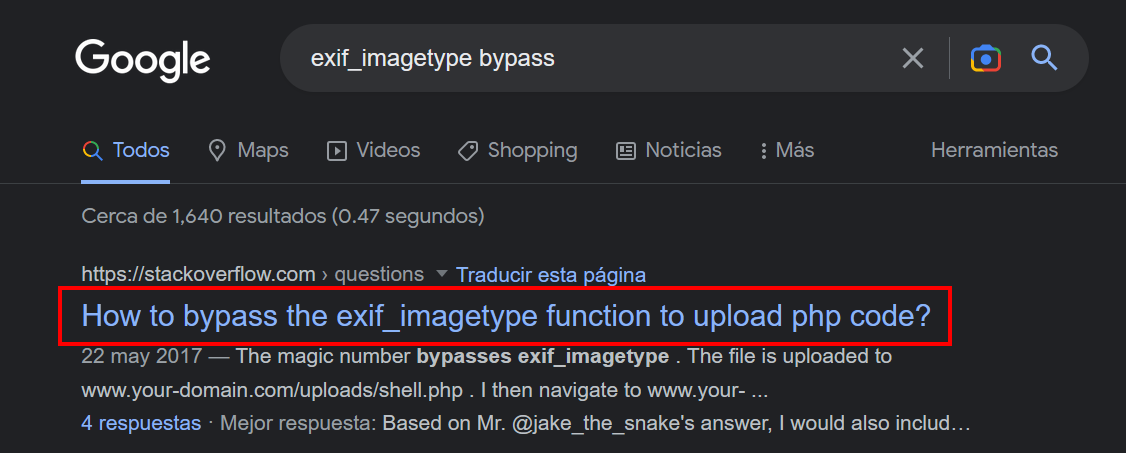 Google
exif_imagetype bypass
Todos Maps Videos Shopping Noticias Más Herramientas
Cerca de 1,640 resultados (0.47 segundos)
https://stackoverflow.com › questions Traducir esta página
How to bypass the exif_imagetype function to upload php code?
22 may 2017 — The magic number bypasses exif_imagetype . The file is uploaded to
www.your-domain.com/uploads/shell.php . I then navigate to www.your- ...
4 respuestas · Mejor respuesta: Based on Mr. @jake_the_snake's answer, I would also includ…